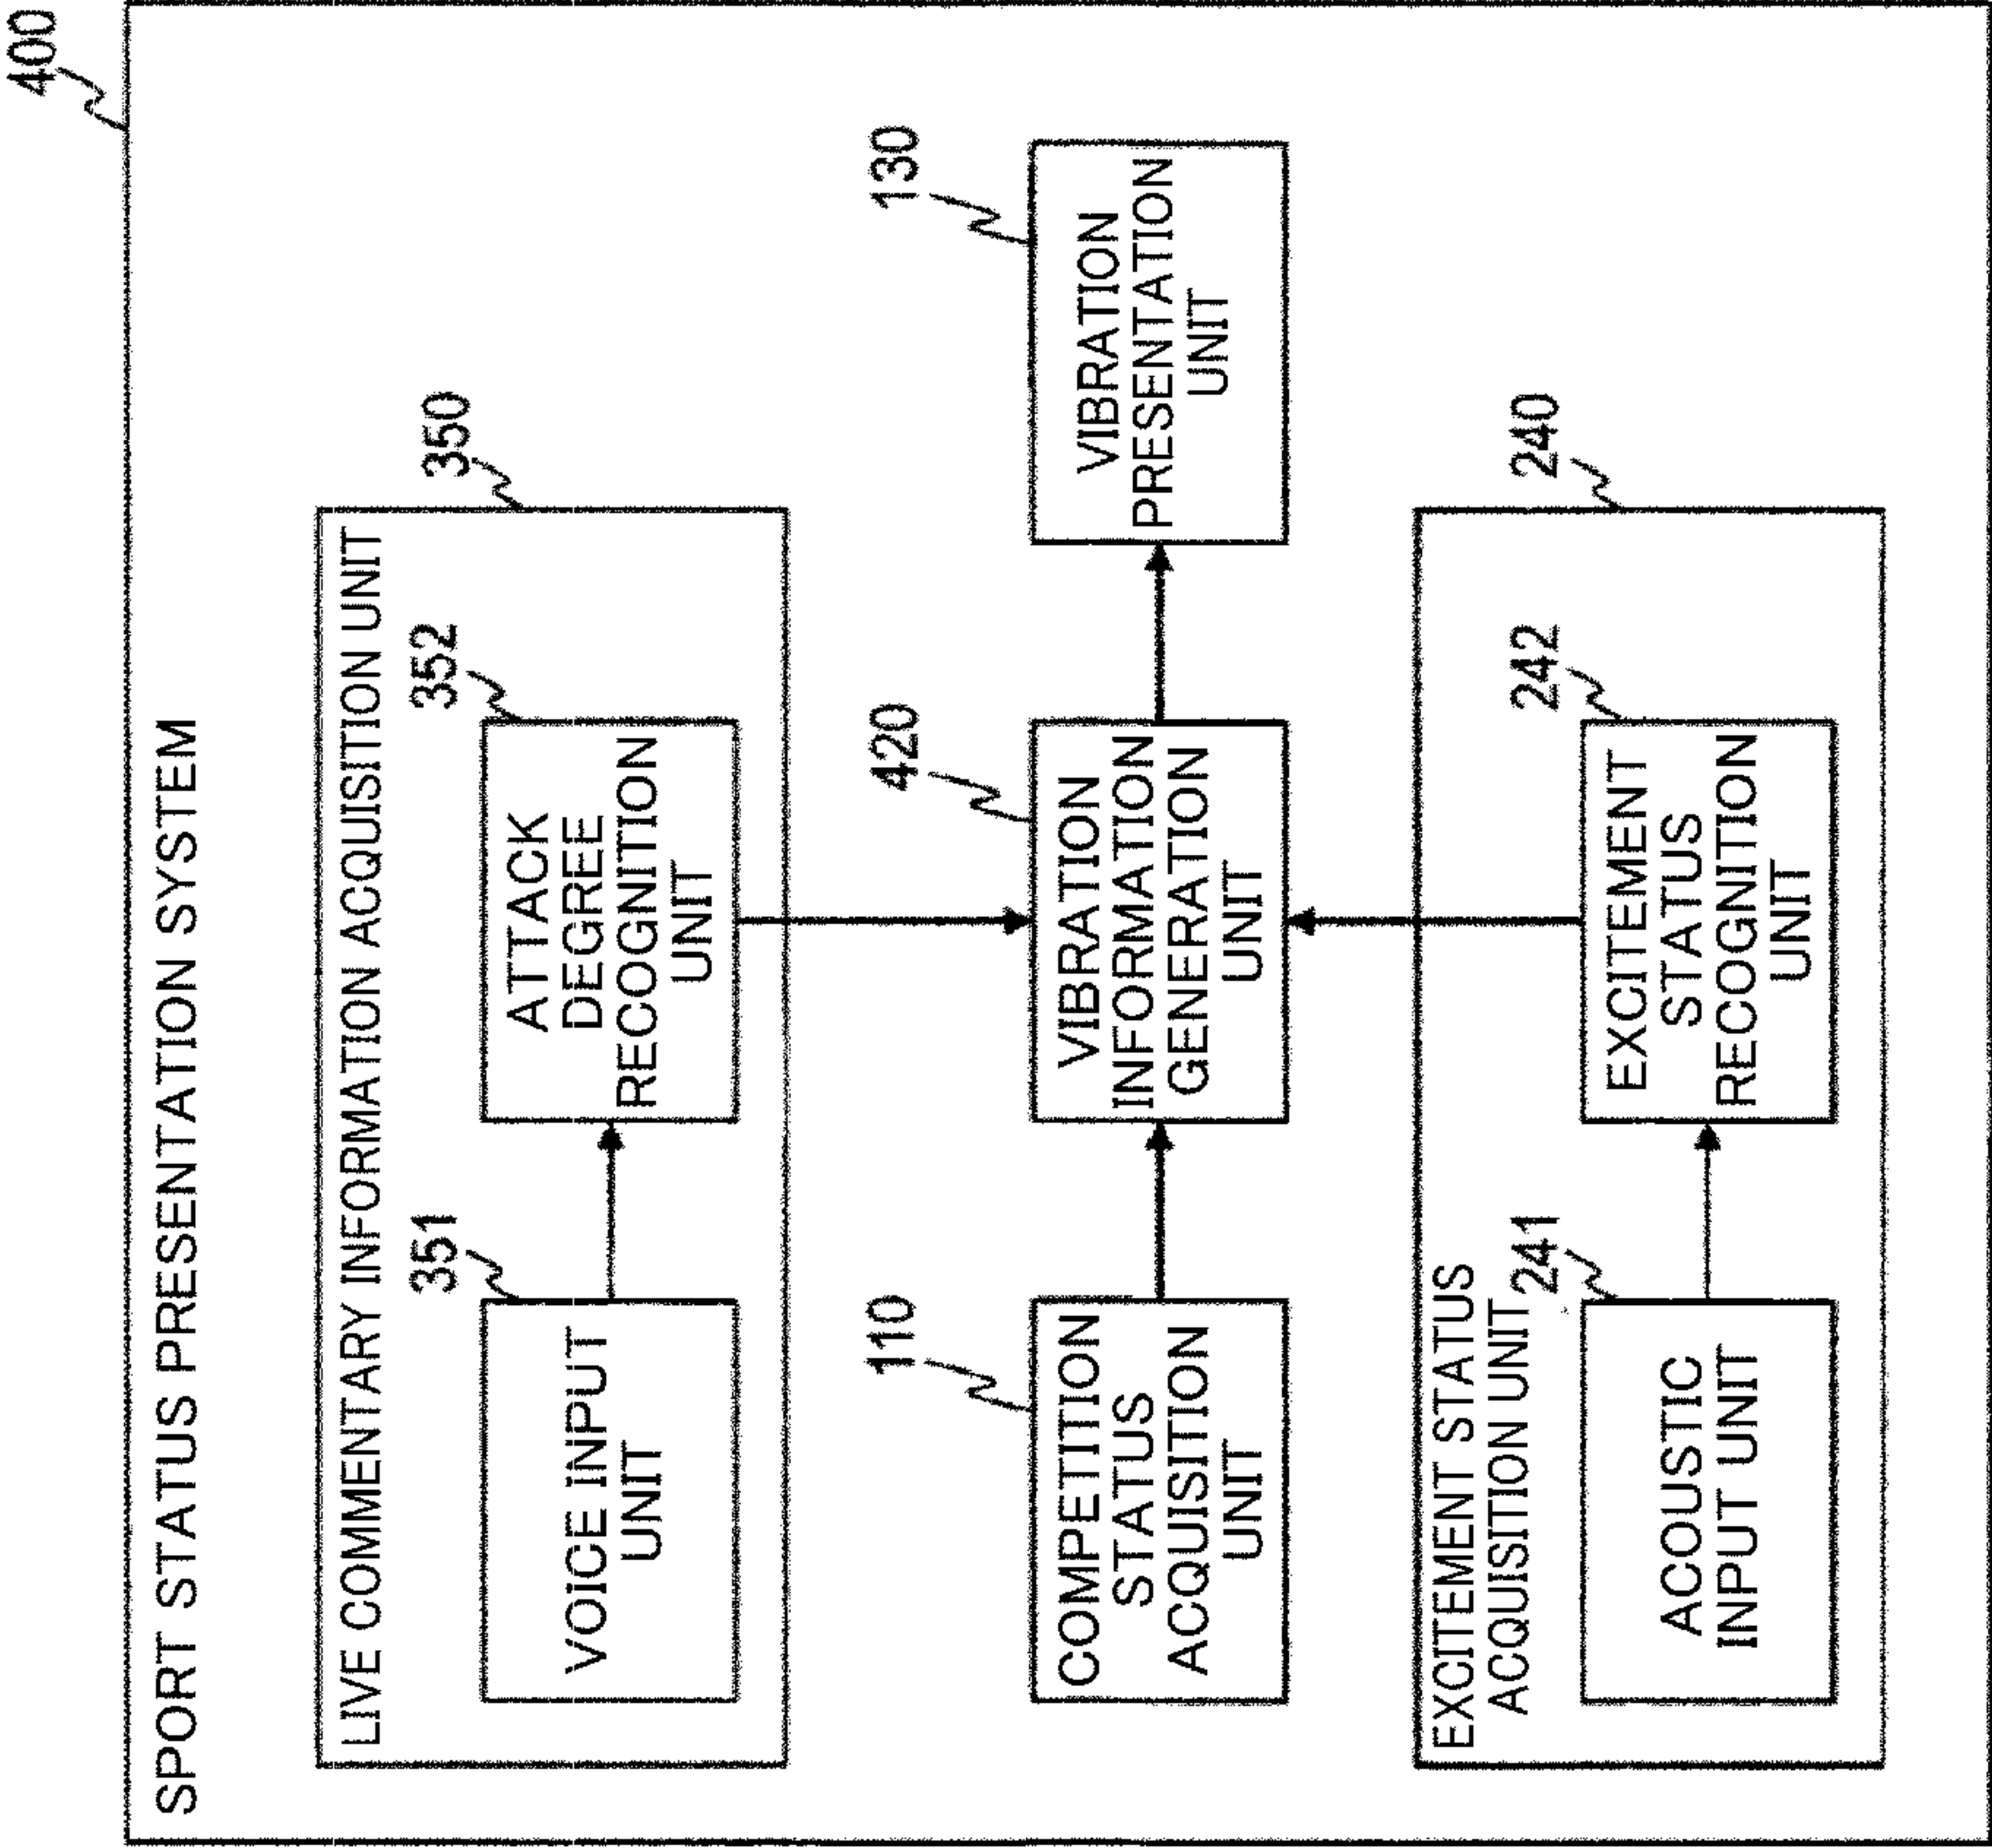 400
SPORT STATUS PRESENTATION SYSTEM
350
LIVE COMMENTARY INFORMATION ACQUISITION UNIT
351
VOICE INPUT
UNIT
352
ATTACK
DEGREE
RECOGNITION
UNIT
110
COMPETITION
STATUS
ACQUISITION
UNIT
420
VIBRATION
INFORMATION
GENERATION
UNIT
130
VIBRATION
PRESENTATION
UNIT
240
EXCITEMENT STATUS
ACQUISITION UNIT
241
ACOUSTIC
INPUT UNIT
242
EXCITEMENT
STATUS
RECOGNITION
UNIT